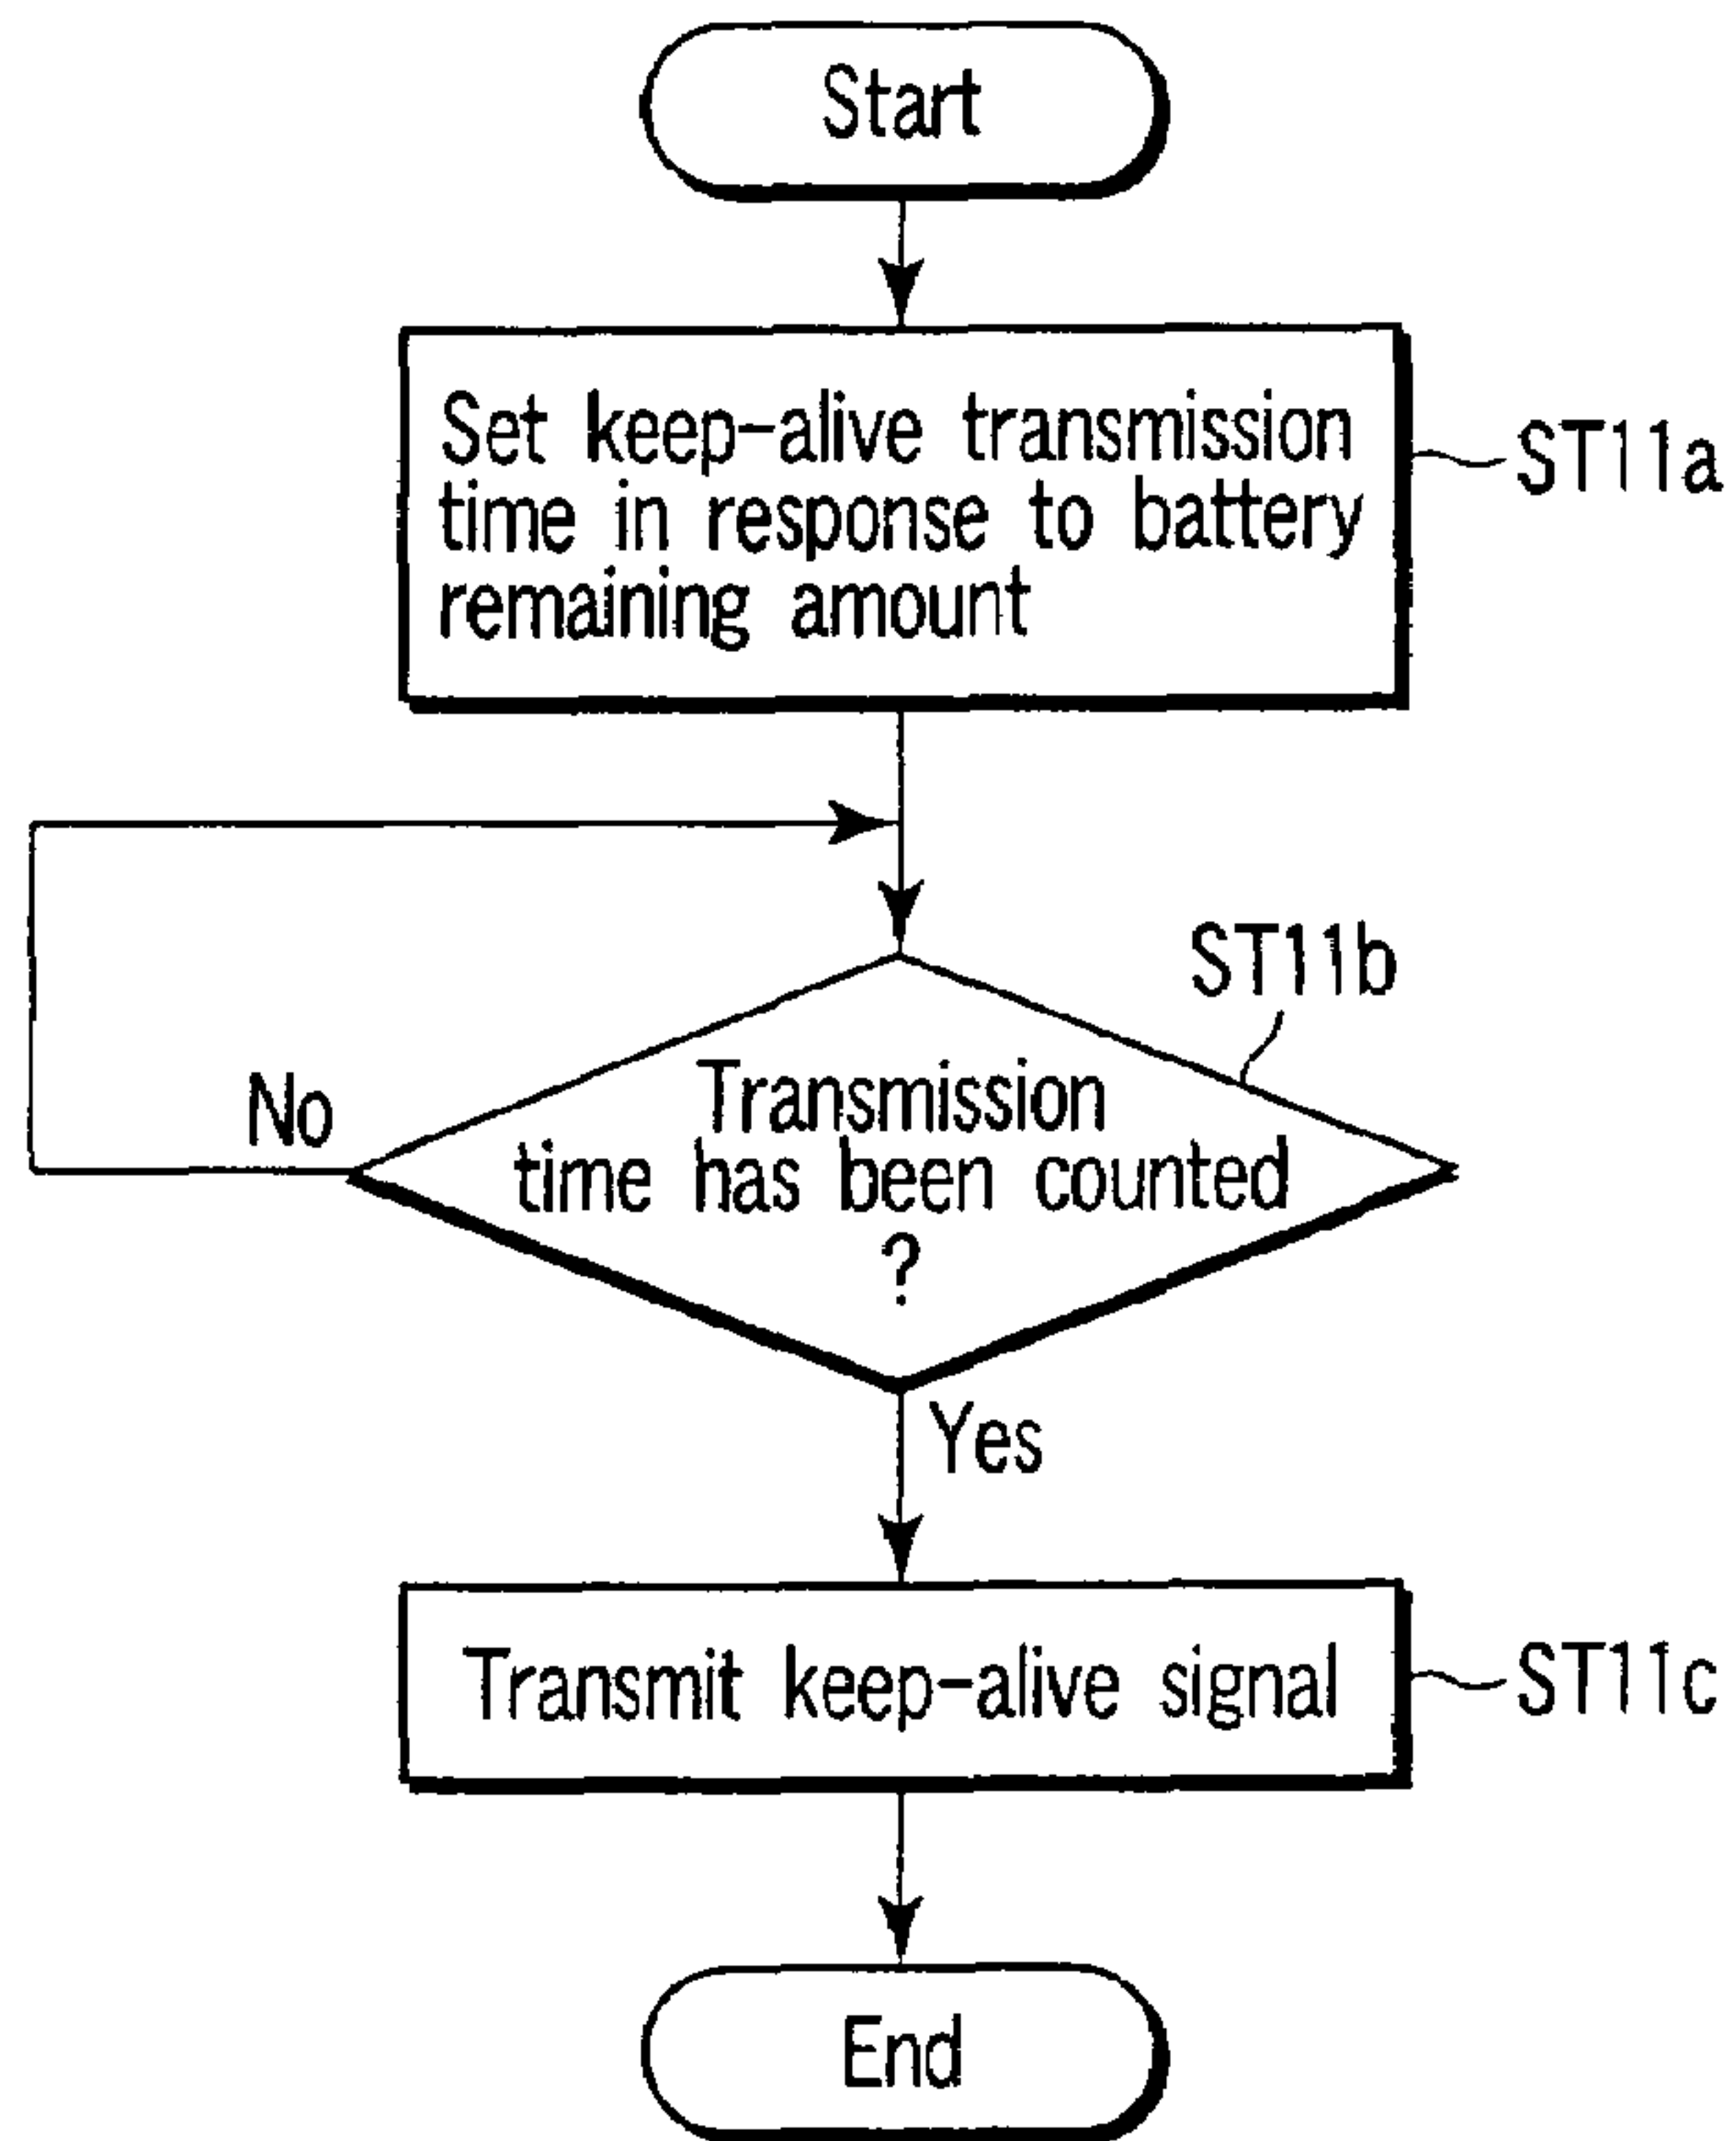 Start
Set keep-alive transmission
time in response to battery
remaining amount
ST11a
ST11b
No
Transmission
time has been counted
?
Yes
Transmit keep-alive signal
ST11c
End